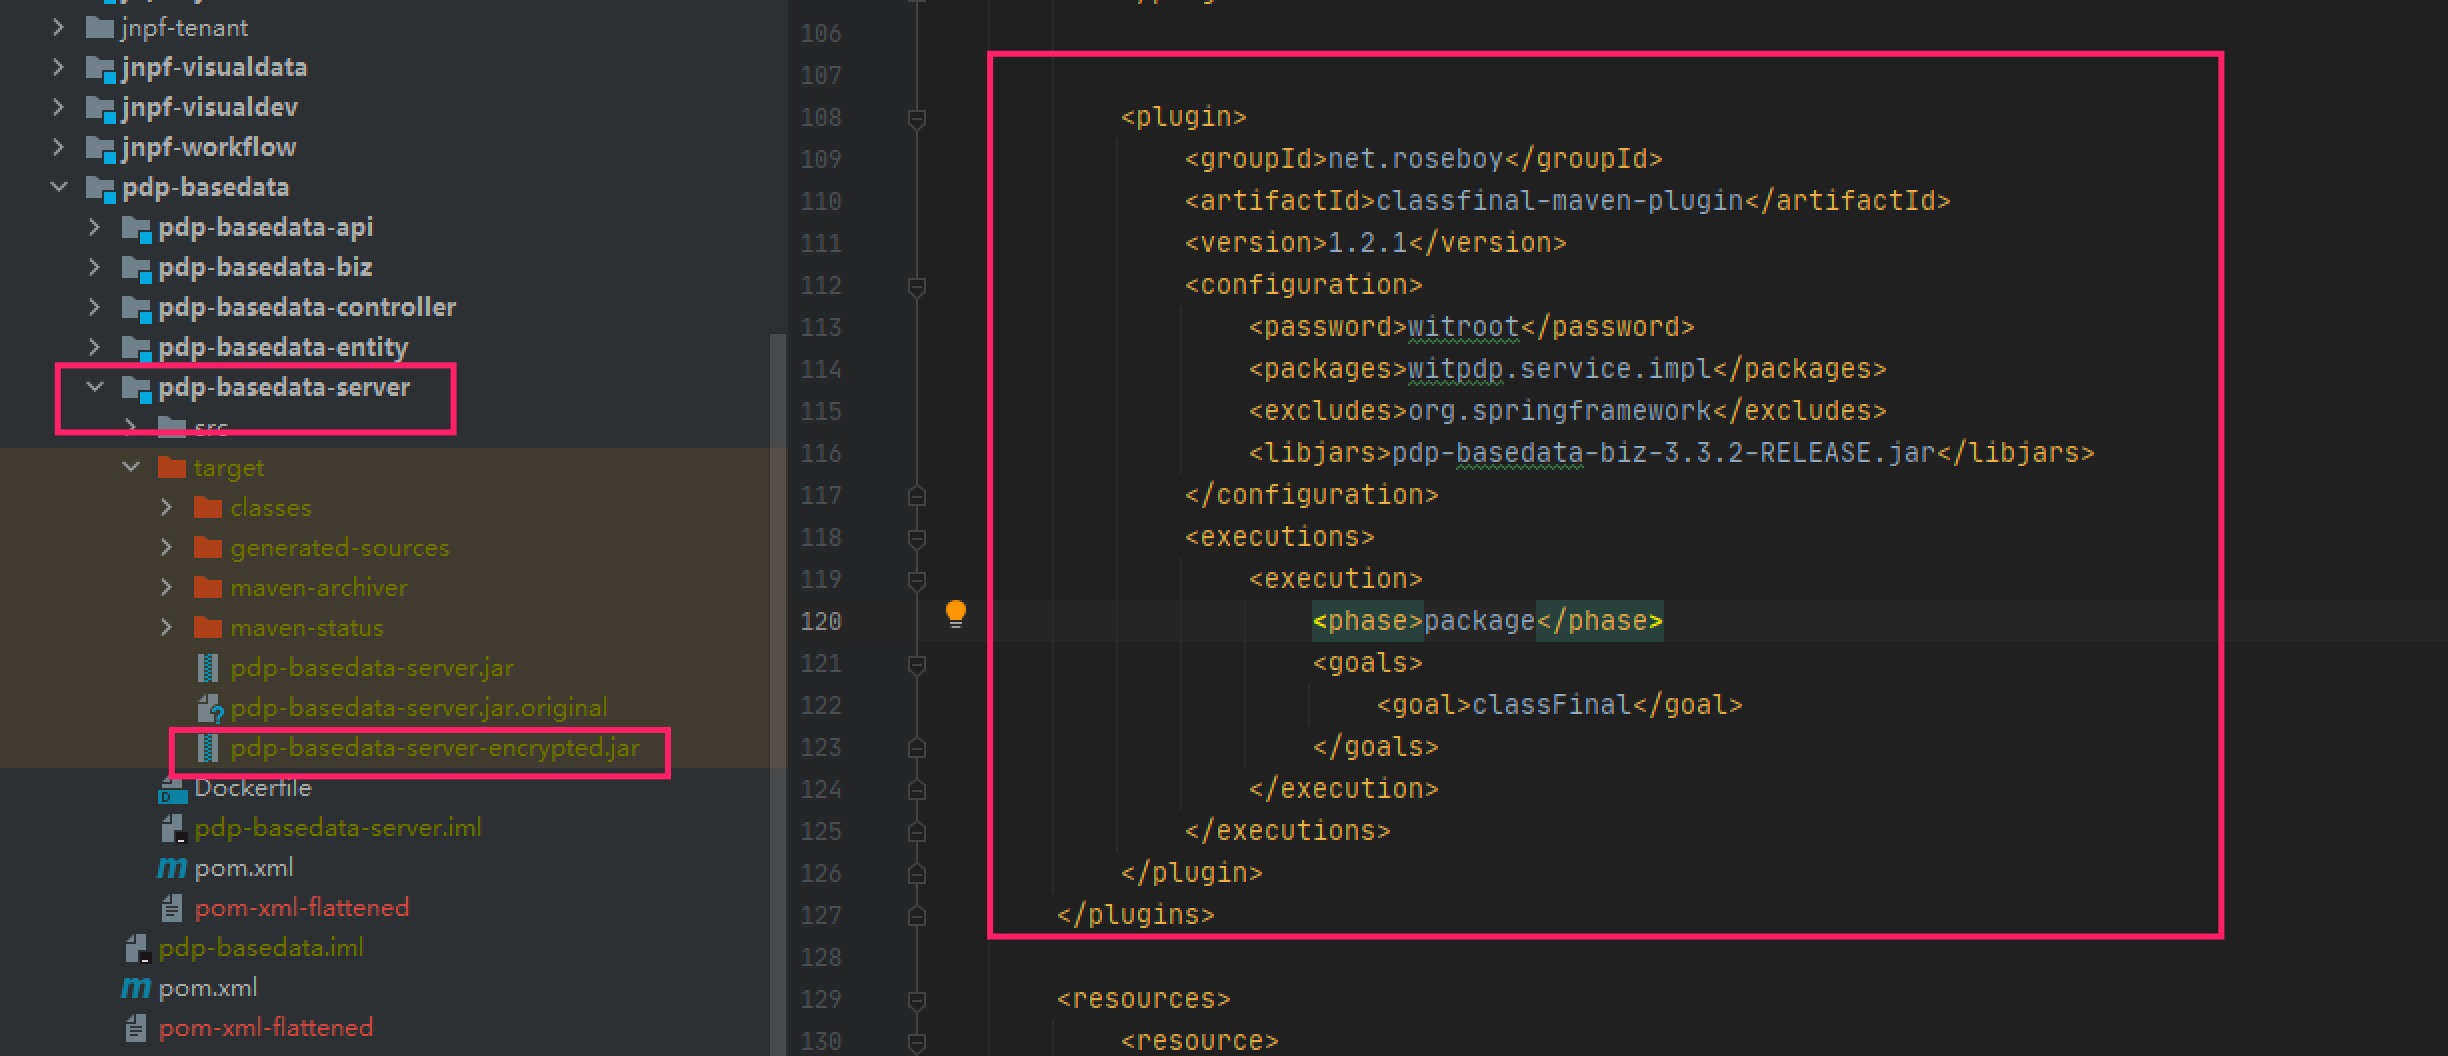 jnpf-tenant
jnpf-visualdata
jnpf-visualdev
jnpf-workflow
pdp-basedata
pdp-basedata-api
pdp-basedata-biz
pdp-basedata-controller
pdp-basedata-entity
pdp-basedata-server
src
target
classes
generated-sources
maven-archiver
maven-status
pdp-basedata-server.jar
pdp-basedata-server.jar.original
pdp-basedata-server-encrypted.jar
Dockerfile
pdp-basedata-server.iml
pom.xml
pom-xml-flattened
pdp-basedata.iml
pom.xml
pom-xml-flattened
106
107
108 <plugin>
109 <groupId>net.roseboy</groupId>
110 <artifactId>classfinal-maven-plugin</artifactId>
111 <version>1.2.1</version>
112 <configuration>
113 <password>witroot</password>
114 <packages>witpdp.service.impl</packages>
115 <excludes>org.springframework</excludes>
116 <libjars>pdp-basedata-biz-3.3.2-RELEASE.jar</libjars>
117 </configuration>
118 <executions>
119 <execution>
120 <phase>package</phase>
121 <goals>
122 <goal>classFinal</goal>
123 </goals>
124 </execution>
125 </executions>
126 </plugin>
127 </plugins>
128
129 <resources>
130 <resource>